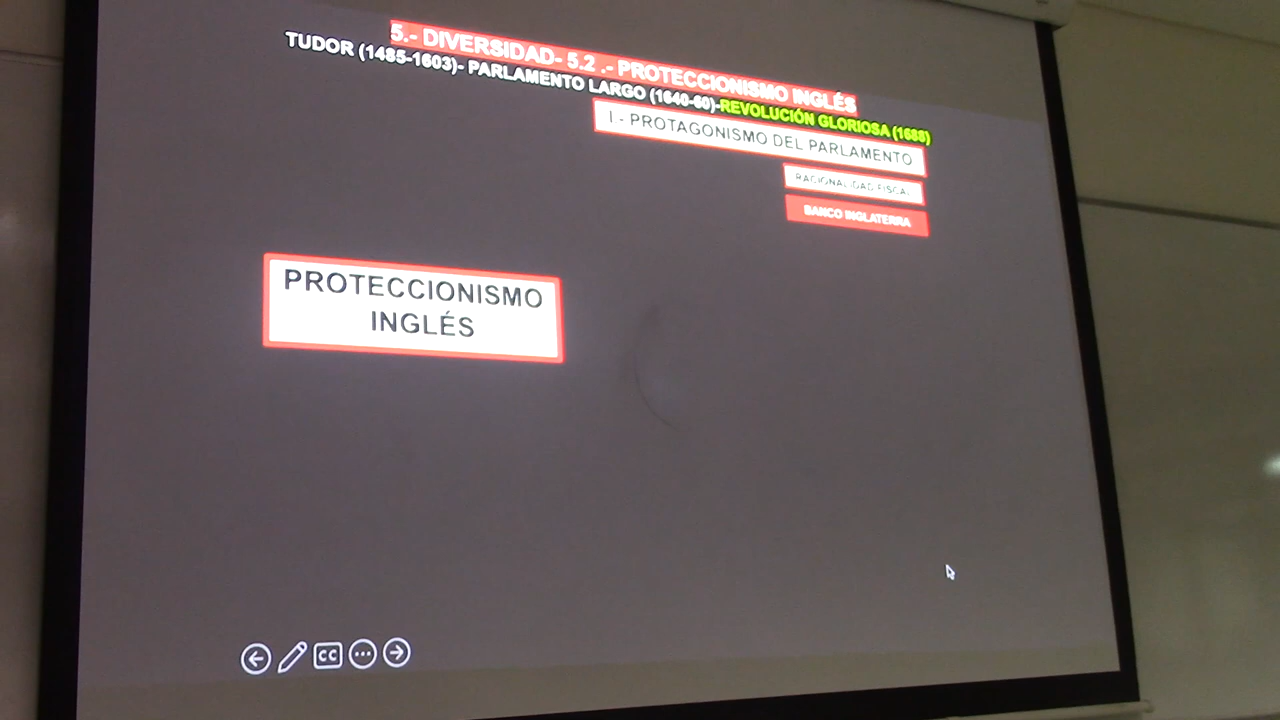 5.- DIVERSIDAD- 5.2 .- PROTECCIONISMO INGLÉS
TUDOR (1485-1603)- PARLAMENTO LARGO (1640-60)-REVOLUCIÓN GLORIOSA (1688)
I.- PROTAGONISMO DEL PARLAMENTO
RACIONALIDAD FISCAL
BANCO INGLATERRA
PROTECCIONISMO
INGLÉS
CC